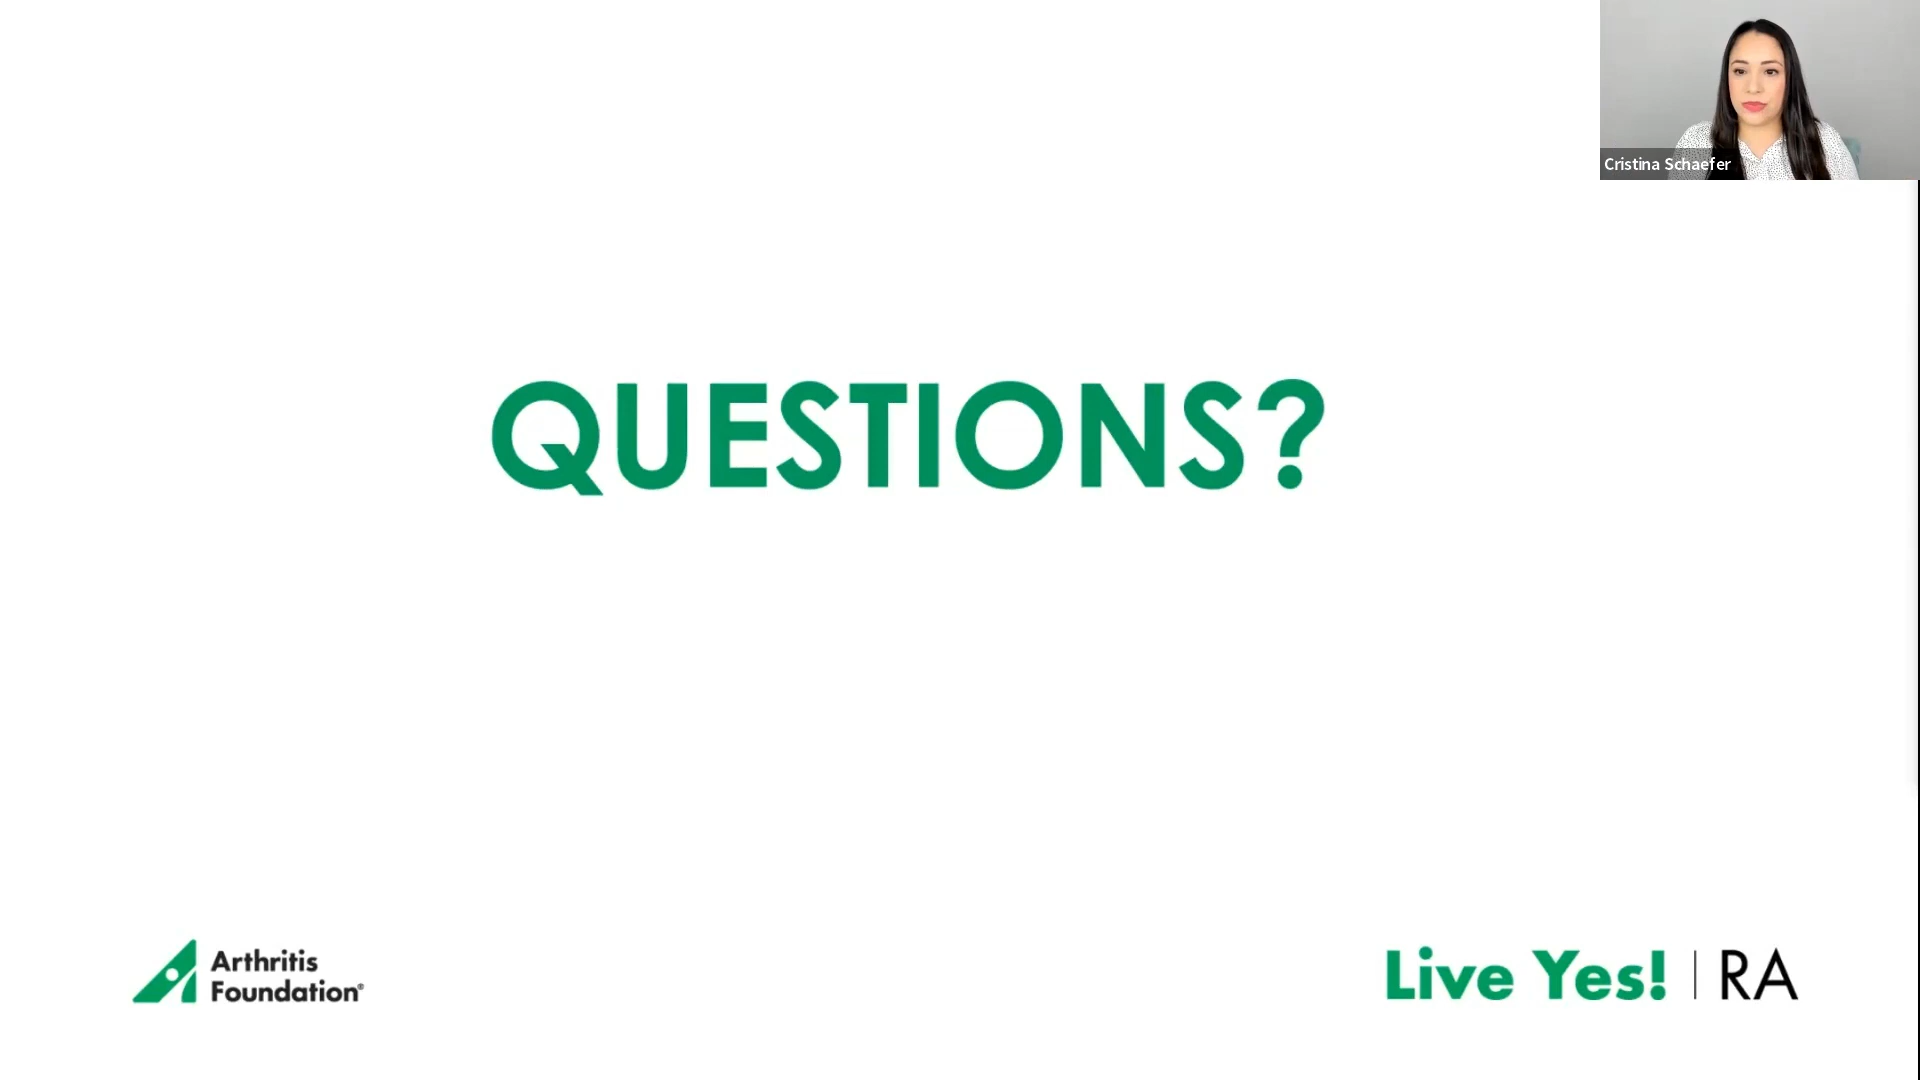 Cristina Schaefer
QUESTIONS?
Arthritis
Foundation®
Live Yes! | RA